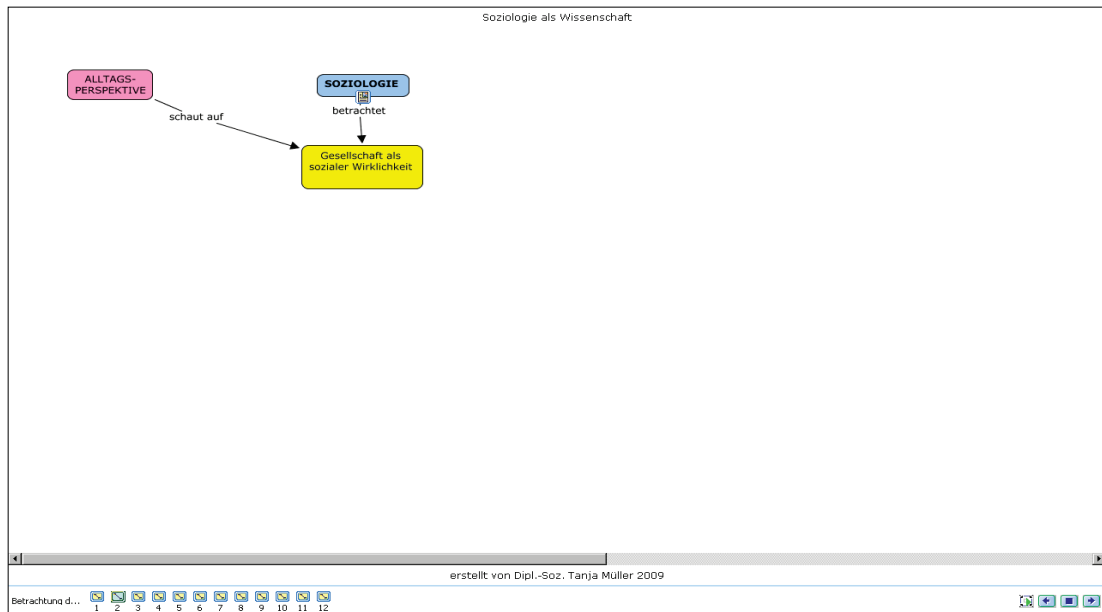 Soziologie als Wissenschaft
ALLTAGS-
PERSPEKTIVE
SOZIOLOGIE
schaut auf
betrachtet
Gesellschaft als
sozialer Wirklichkeit
erstellt von Dipl.-Soz. Tanja Müller 2009
Betrachtung d...
1 2 3 4 5 6 7 8 9 10 11 12